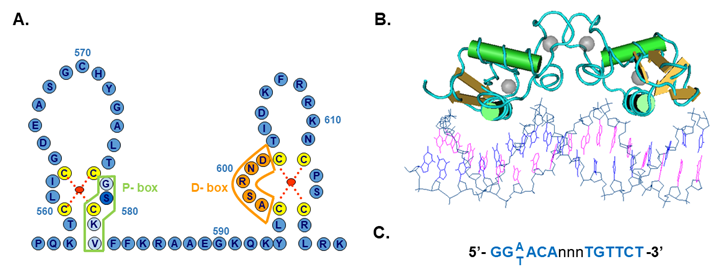 A.
570
G C H
S Y
A G
E A
D L
G T
C C
I G
P- box
L S
560
C C
580
T K
P Q K V F F K R A A E G K Q K Y
590
L R
L R K
C C
A S
S P
R
D- box
600
N D C C
T N
I K
610
D R
K R
F
B.
C.
5’- GG A/T ACAnnnTGTTCT -3’